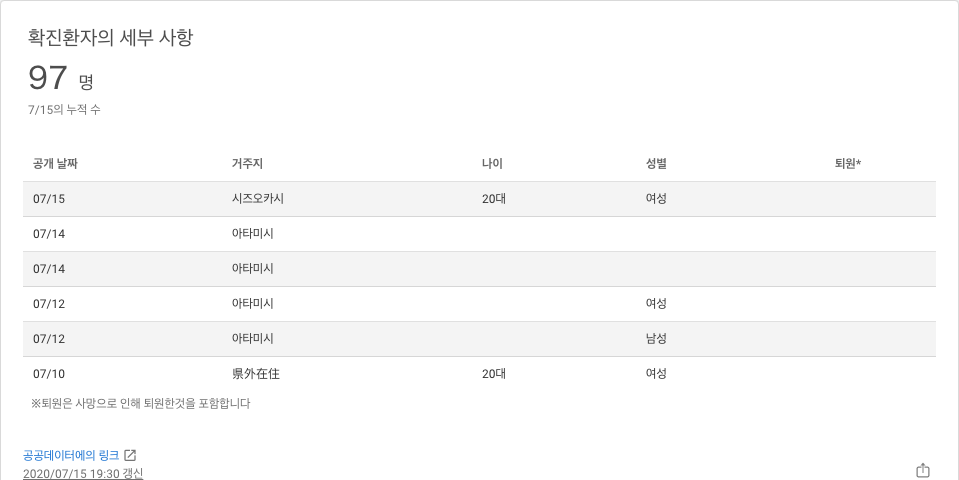 확진환자의 세부 사항
97 명
7/15의 누적 수
공개 날짜 거주지 나이 성별 퇴원*
07/15 시즈오카시 20대 여성
07/14 아타미시
07/14 아타미시
07/12 아타미시 여성
07/12 아타미시 남성
07/10 県外在住 20대 여성
※퇴원은 사망으로 인해 퇴원한것을 포함합니다
공공데이터에의 링크
2020/07/15 19:30 갱신